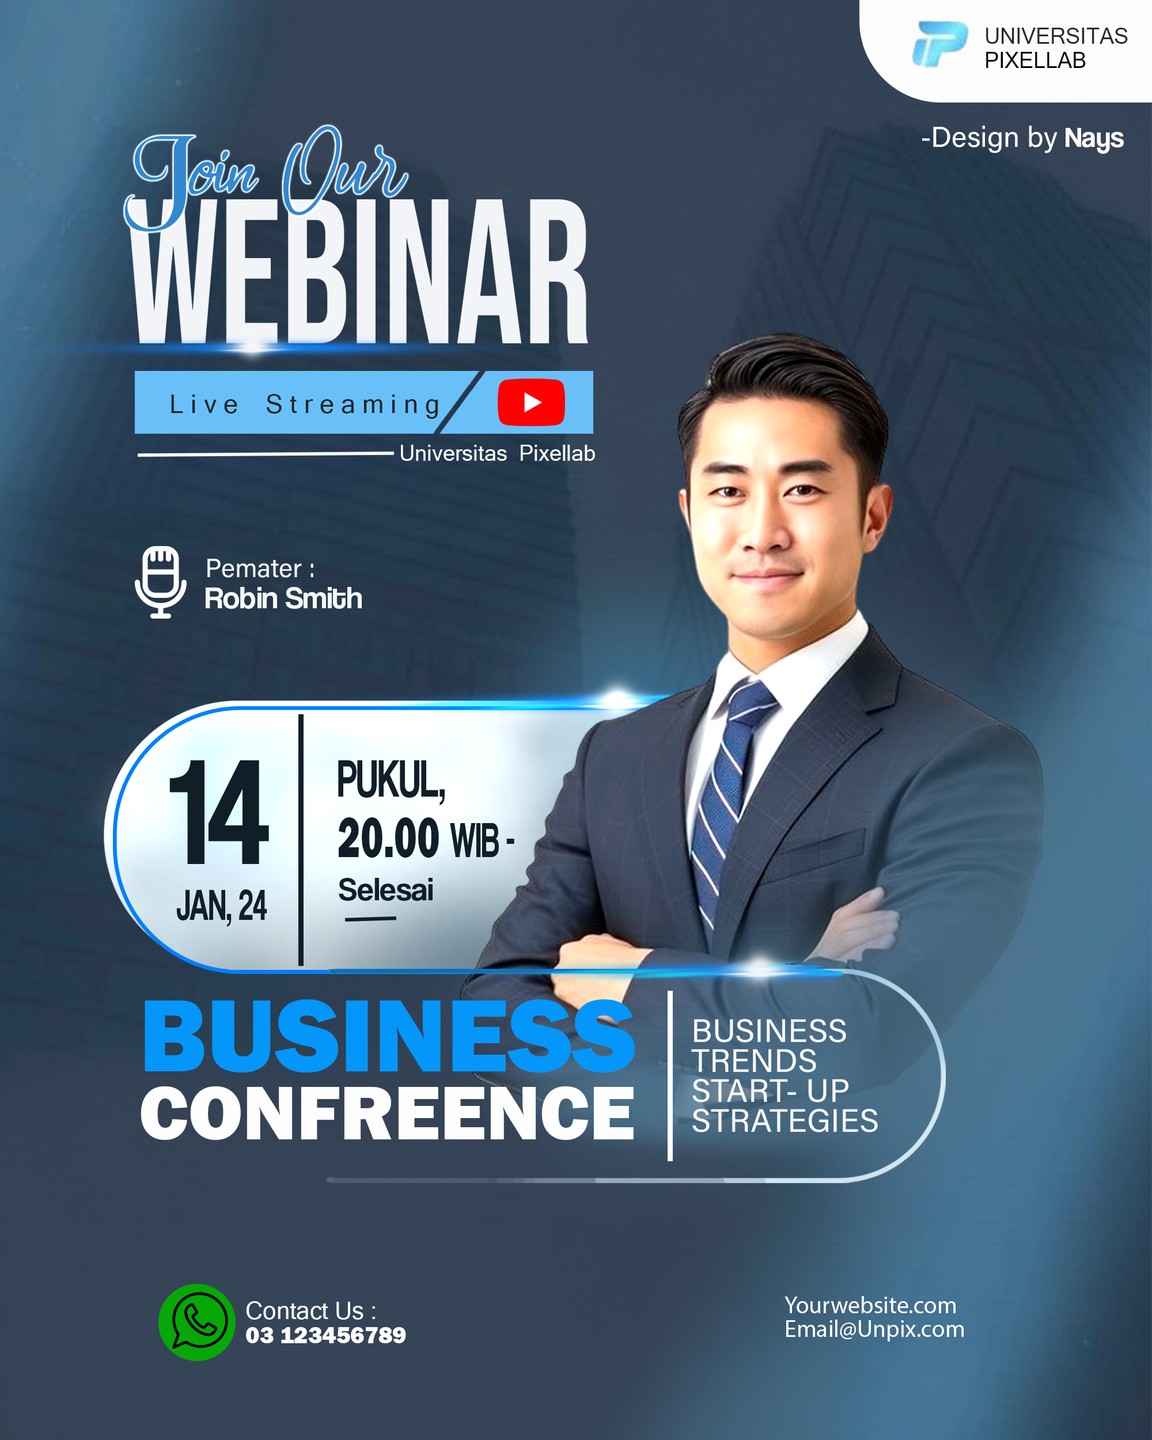 UNIVERSITAS
PIXELLAB
-Design by Nays
Join Our
WEBINAR
Live Streaming
Universitas Pixellab
Pemater :
Robin Smith
14
JAN, 24
PUKUL,
20.00 WIB -
Selesai
BUSINESS
CONFREENCE
BUSINESS
TRENDS
START- UP
STRATEGIES
Contact Us :
03 123456789
Yourwebsite.com
Email@Unpix.com